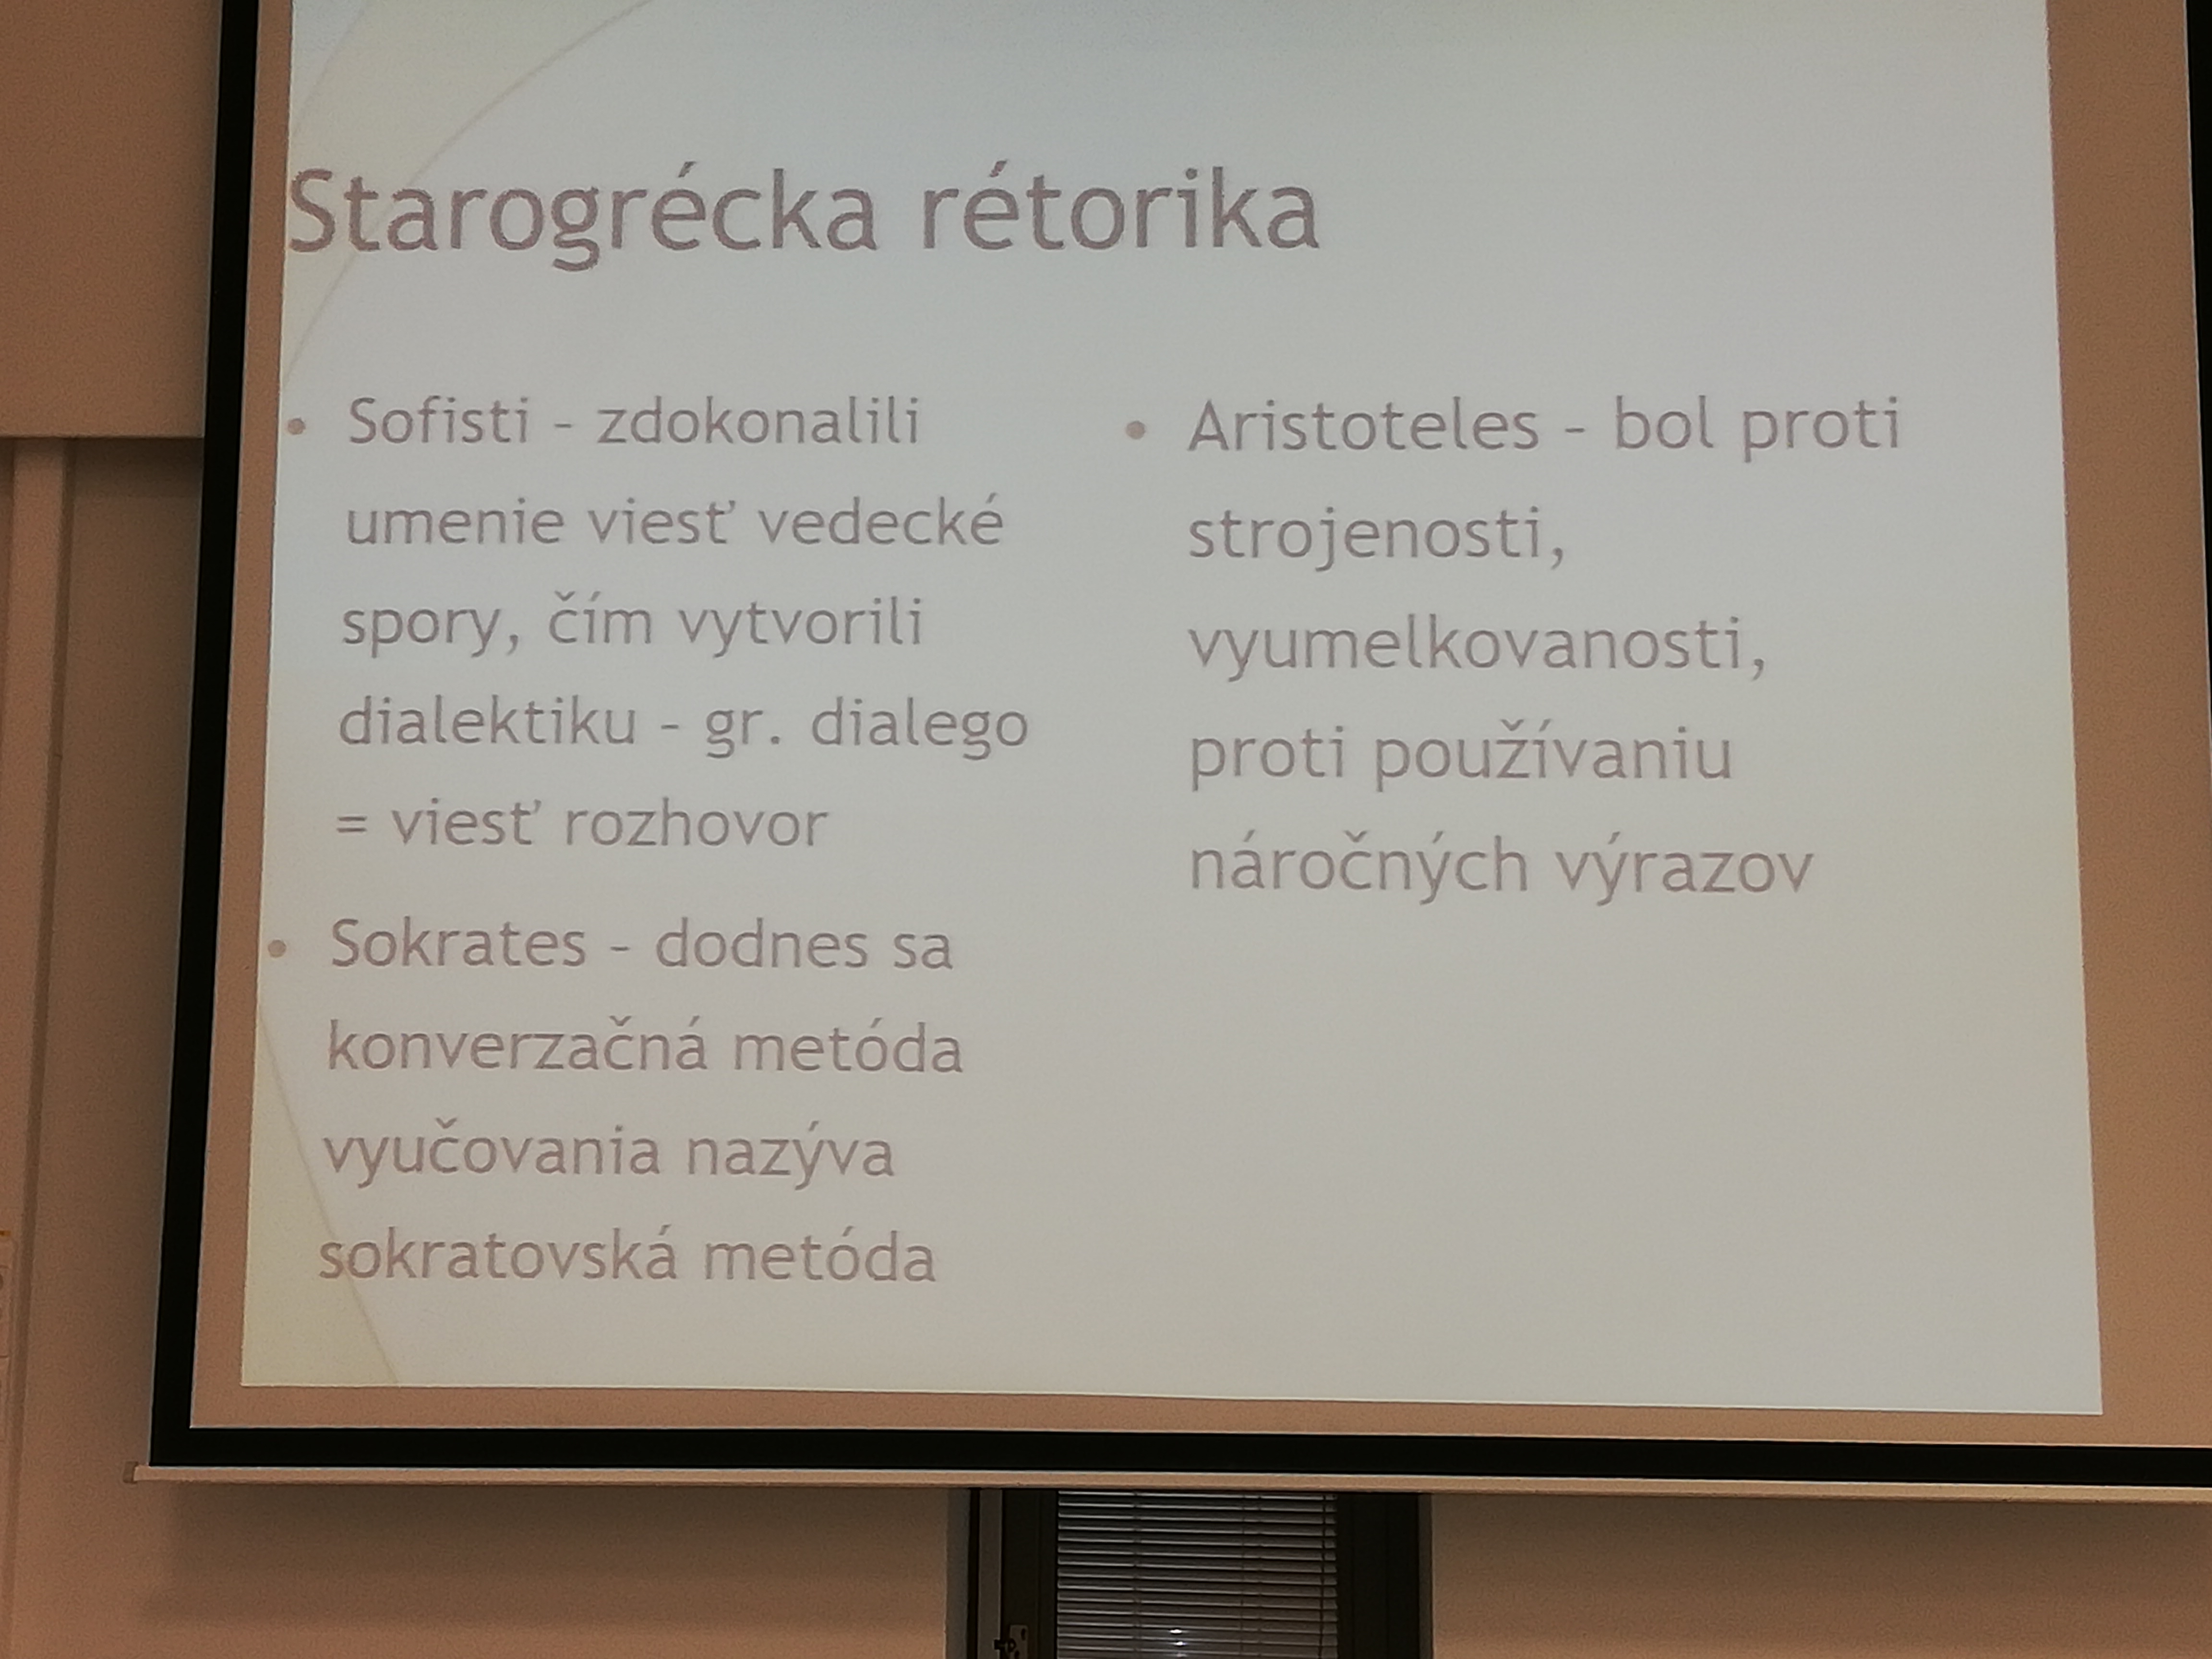 Starogrécka rétorika
• Sofisti - zdokonalili
umenie viesť vedecké
spory, čím vytvorili
dialektiku - gr. dialego
= viesť rozhovor
• Sokrates - dodnes sa
konverzačná metóda
vyučovania nazýva
sokratovská metóda
• Aristoteles - bol proti
strojenosti,
vyumelkovanosti,
proti používaniu
náročných výrazov